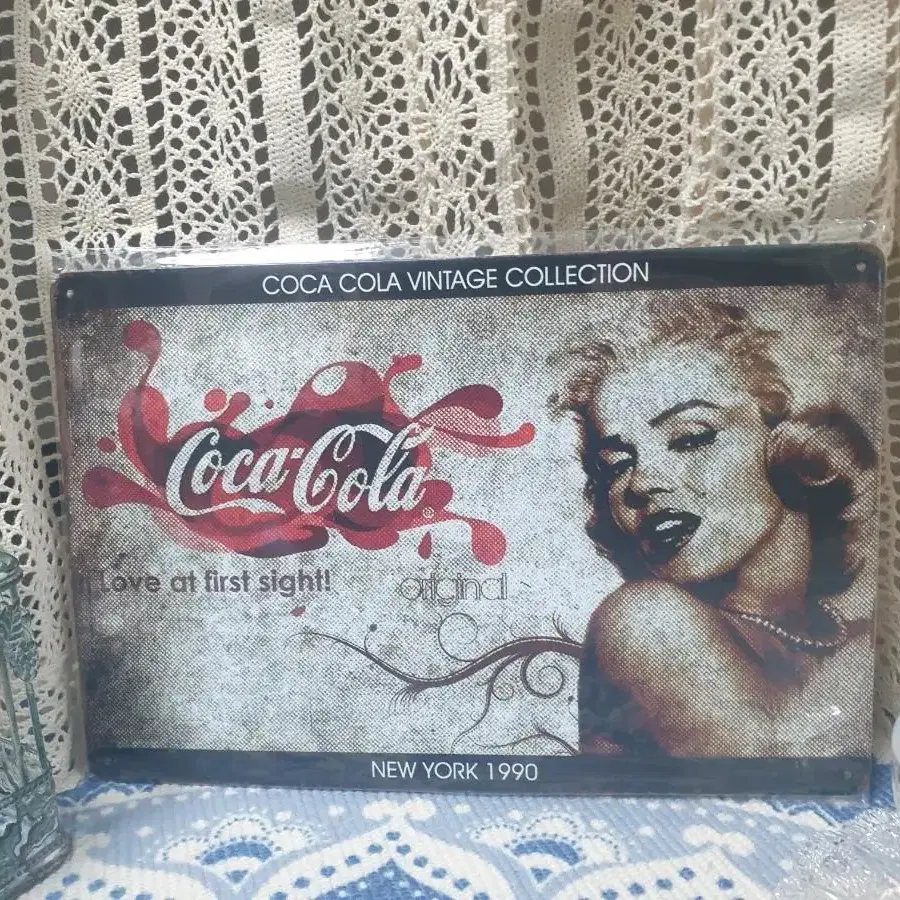 COCA COLA VINTAGE COLLECTION
Coca-Cola®
Love at first sight!
original
NEW YORK 1990